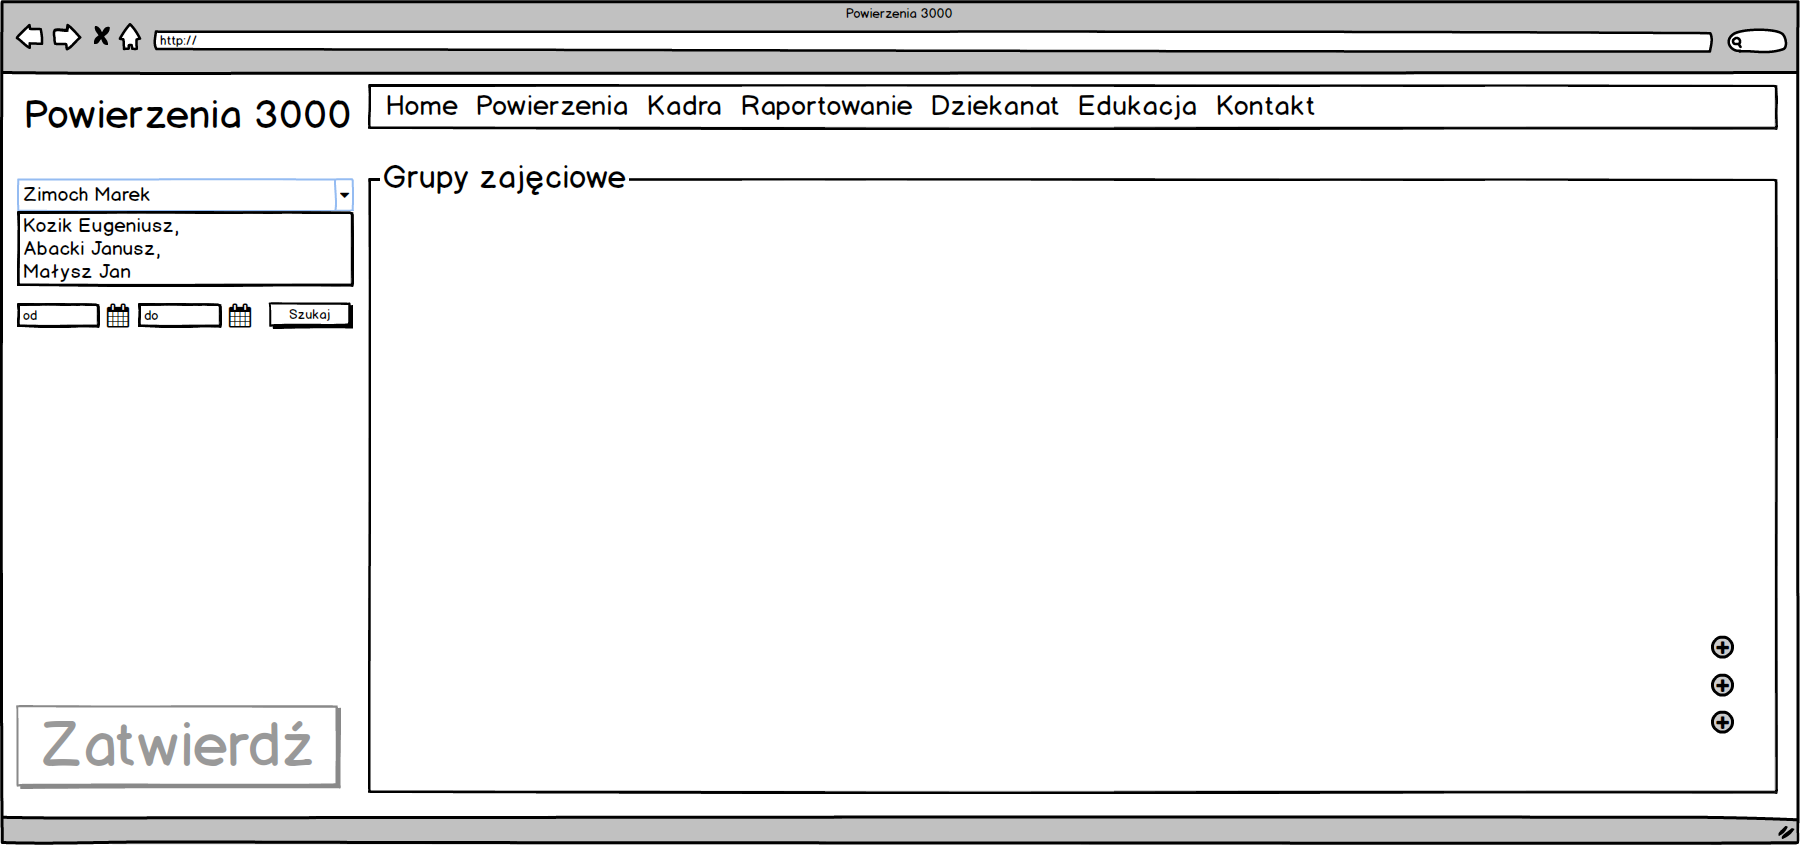 Powierzenia 3000
http://
Powierzenia 3000
Home Powierzenia Kadra Raportowanie Dziekanat Edukacja Kontakt
Grupy zajęciowe
Zimoch Marek
Kozik Eugeniusz,
Abacki Janusz,
Małysz Jan
od do Szukaj
Zatwierdź